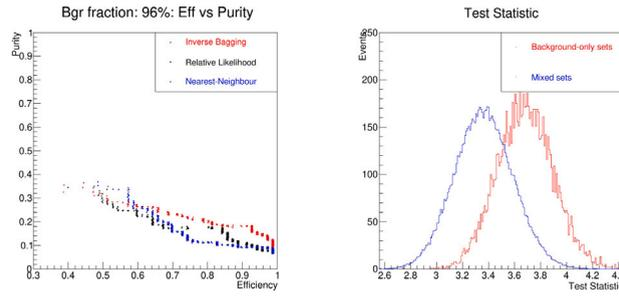 Bgr fraction: 96%: Eff vs Purity
Purity
1
0.9
0.8
0.7
0.6
0.5
0.4
0.3
0.2
0.1
0
0.3 0.4 0.5 0.6 0.7 0.8 0.9 1
Efficiency
Inverse Bagging
Relative Likelihood
Nearest-Neighbour
Test Statistic
Events
250
200
150
100
50
0
2.6 2.8 3 3.2 3.4 3.6 3.8 4 4.2
Test Statistic
Background-only sets
Mixed sets